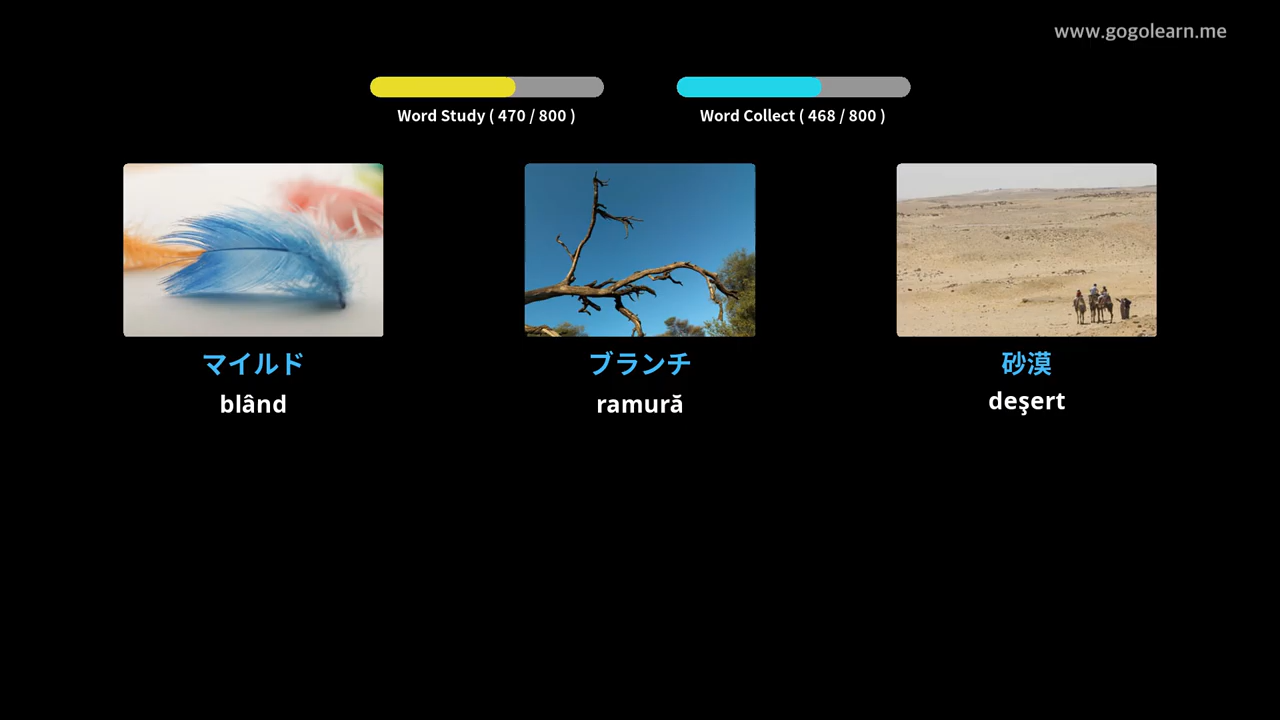 www.gogolearn.me
Word Study ( 470 / 800 )
Word Collect ( 468 / 800 )
マイルド
ブランチ
砂漠
blând
ramură
deşert